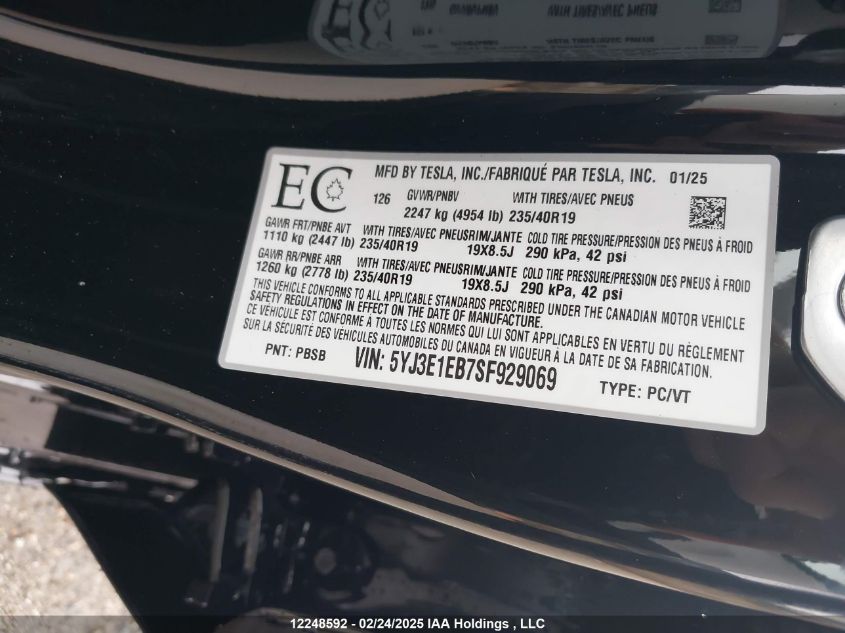 EC
MFD BY TESLA, INC./FABRIQUÉ PAR TESLA, INC. 01/25
126 GVWR/PNBV WITH TIRES/AVEC PNEUS
2247 kg (4954 lb) 235/40R19
GAWR FRT/PNBE AVT WITH TIRES/AVEC PNEUSRIM/JANTE COLD TIRE PRESSURE/PRESSION DES PNEUS À FROID
1110 kg (2447 lb) 235/40R19 19X8.5J 290 kPa, 42 psi
GAWR RR/PNBE ARR WITH TIRES/AVEC PNEUSRIM/JANTE COLD TIRE PRESSURE/PRESSION DES PNEUS À FROID
1260 kg (2778 lb) 235/40R19 19X8.5J 290 kPa, 42 psi
THIS VEHICLE CONFORMS TO ALL APPLICABLE STANDARDS PRESCRIBED UNDER THE CANADIAN MOTOR VEHICLE
SAFETY REGULATIONS IN EFFECT ON THE DATE OF MANUFACTURE.
CE VÉHICULE EST CONFORME À TOUTES LES NORMES QUI LUI SONT APPLICABLES EN VERTU DU RÈGLEMENT
SUR LA SÉCURITÉ DES VÉHICULES AUTOMOBILES DU CANADA EN VIGUEUR À LA DATE DE SA FABRICATION.
PNT: PBSB VIN: 5YJ3E1EB7SF929069 TYPE: PC/VT
12248592 - 02/24/2025 IAA Holdings , LLC